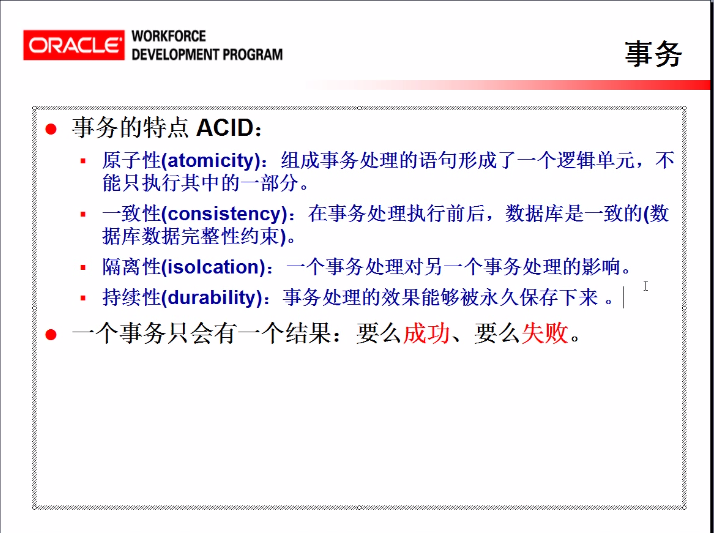 ORACLE WORKFORCE
DEVELOPMENT PROGRAM
事务
事务的特点 ACID：
原子性(atomicity)：组成事务处理的语句形成了一个逻辑单元，不
能只执行其中的一部分。
一致性(consistency)：在事务处理执行前后，数据库是一致的(数
据库数据完整性约束)。
隔离性(isolcation)：一个事务处理对另一个事务处理的影响。
持续性(durability)：事务处理的效果能够被永久保存下来 。
一个事务只会有一个结果：要么成功、要么失败。